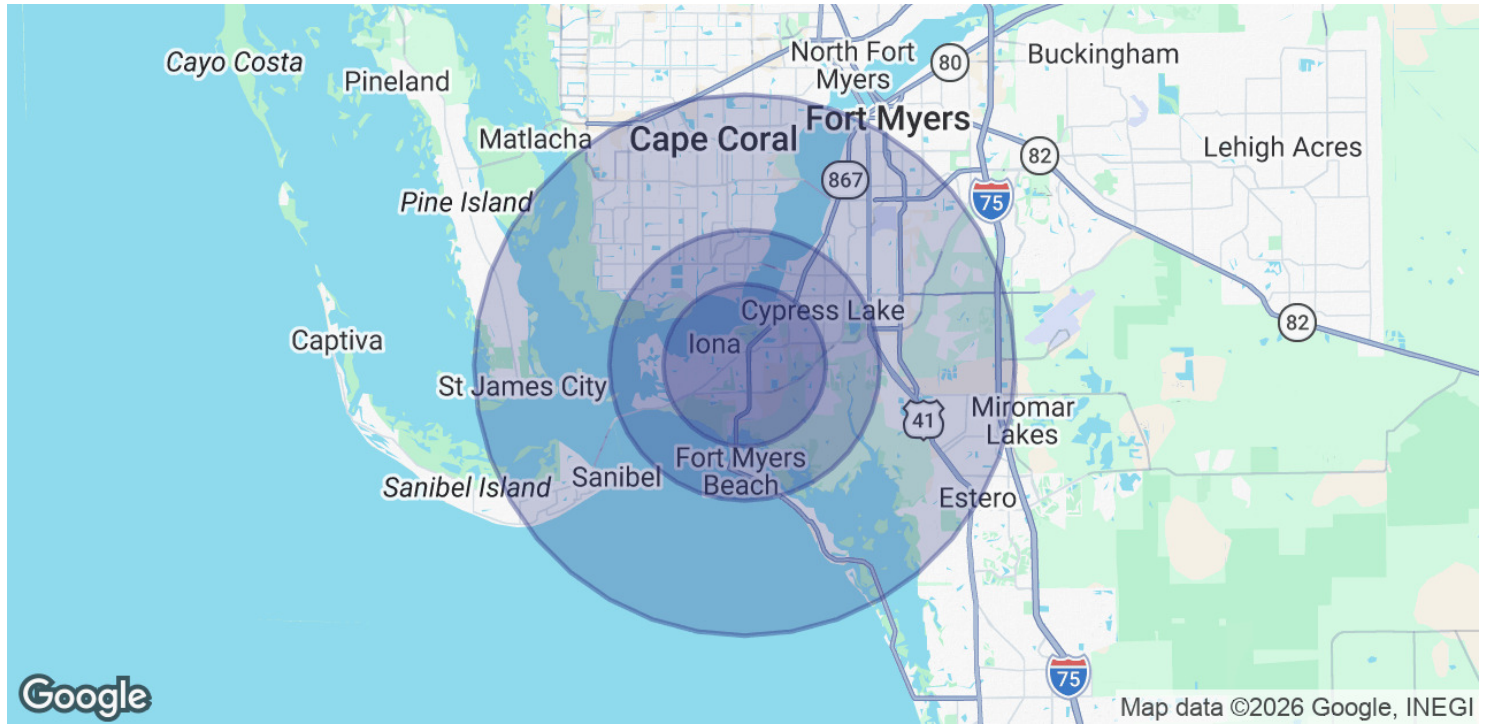 Cayo Costa
Pineland
North Fort
Myers
80
Buckingham
Matlacha
Cape Coral
Fort Myers
82
Lehigh Acres
867
Pine Island
75
Captiva
Cypress Lake
82
Iona
St James City
41
Miromar
Lakes
Fort Myers
Beach
Sanibel
Sanibel Island
Estero
75
Google
Map data ©2026 Google, INEGI